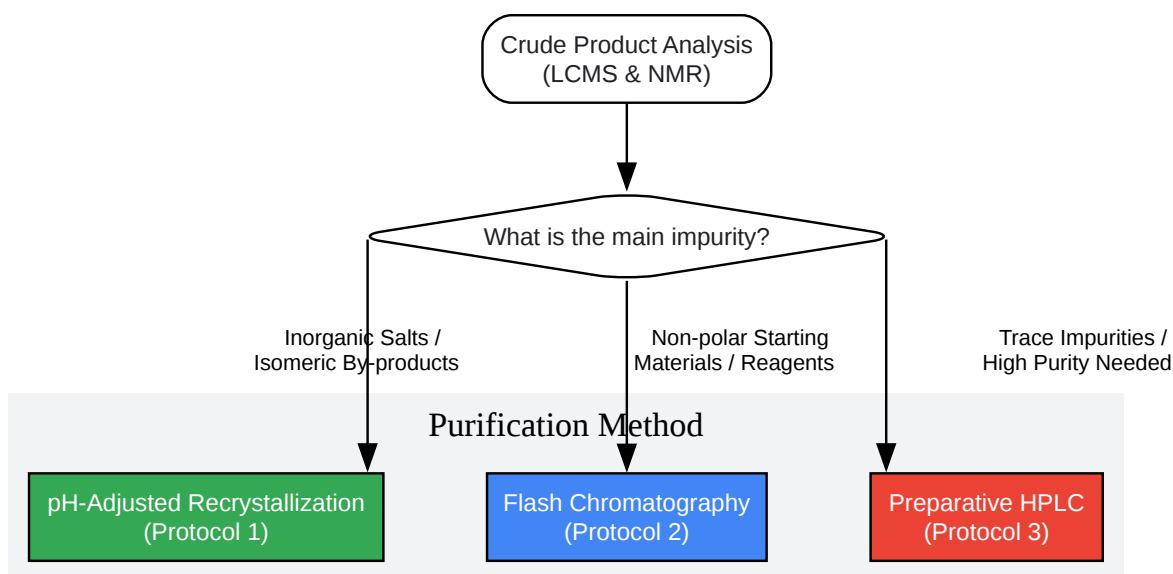 Crude Product Analysis
(LCMS & NMR)
What is the main impurity?
Inorganic Salts /
Isomeric By-products
Non-polar Starting
Materials / Reagents
Trace Impurities /
High Purity Needed
Purification Method
pH-Adjusted Recrystallization
(Protocol 1)
Flash Chromatography
(Protocol 2)
Preparative HPLC
(Protocol 3)